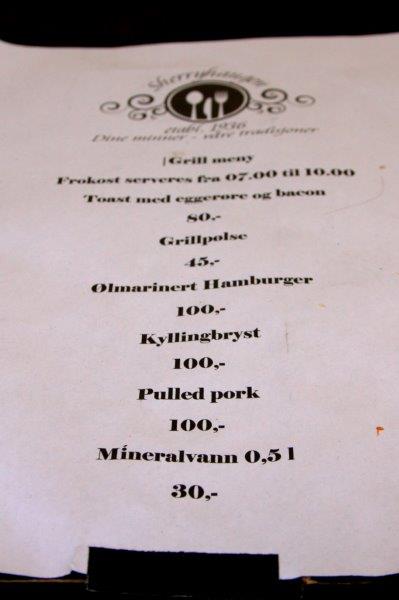 Sherryhaugen
etabl. 1936
Dine minner - våre tradisjoner
|Grill meny
Frokost serveres fra 07.00 til 10.00
Toast med eggerøre og bacon
80,-
Grillpølse
45,-
Ølmarinert Hamburger
100,-
Kyllingbryst
100,-
Pulled pork
100,-
Mineralvann 0,5 l
30,-